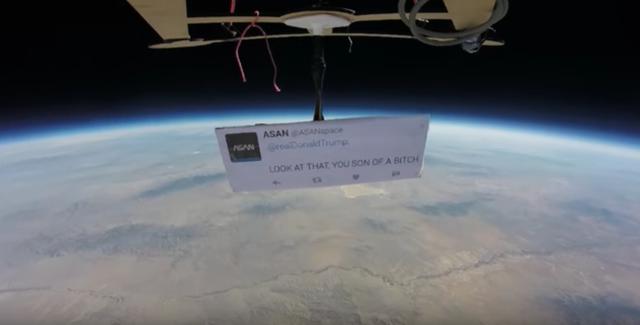 ASAN @ASANspace
ASAN
@realDonaldTrump.
LOOK AT THAT, YOU SON OF A BITCH